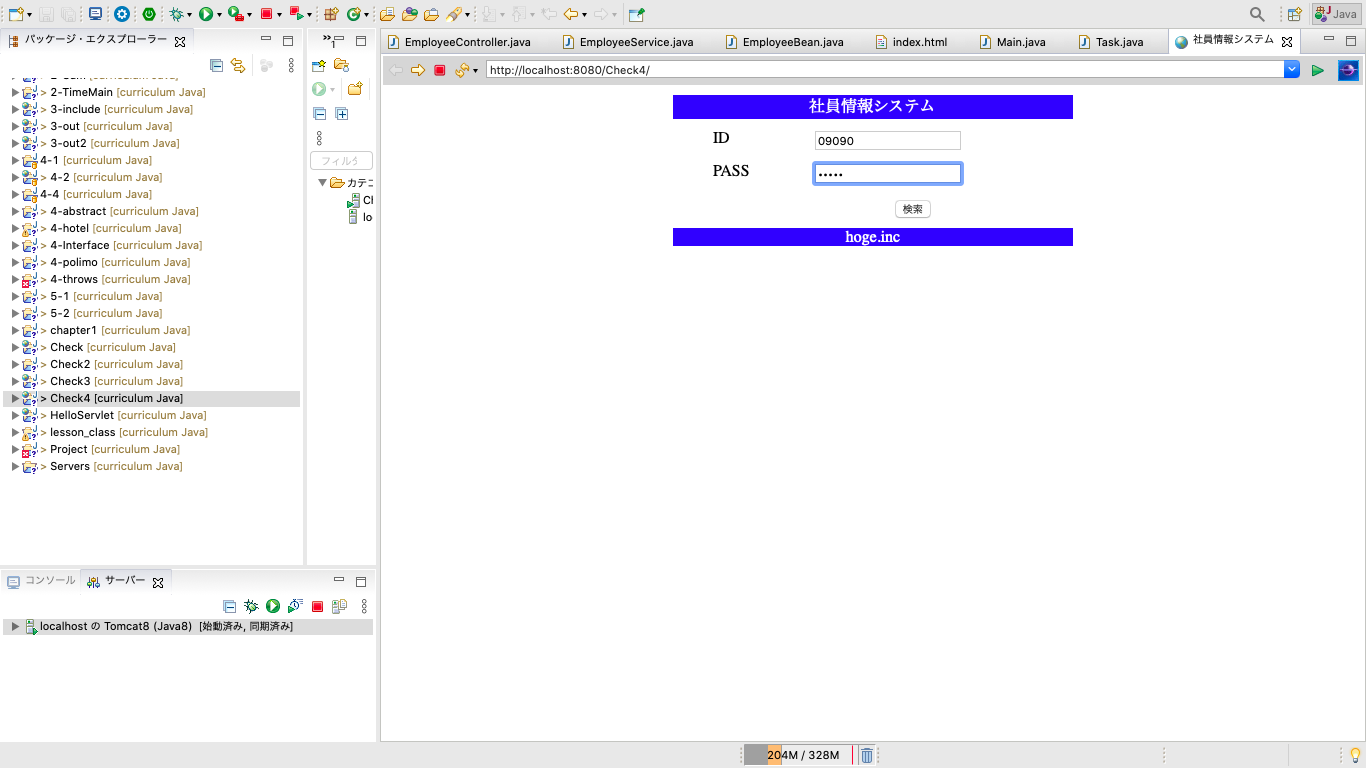 Java
パッケージ・エクスプローラー
> 2-TimeMain [curriculum Java]
> 3-include [curriculum Java]
> 3-out [curriculum Java]
> 3-out2 [curriculum Java]
4-1 [curriculum Java]
> 4-2 [curriculum Java]
4-4 [curriculum Java]
> 4-abstract [curriculum Java]
> 4-hotel [curriculum Java]
> 4-Interface [curriculum Java]
> 4-polimo [curriculum Java]
> 4-throws [curriculum Java]
> 5-1 [curriculum Java]
> 5-2 [curriculum Java]
> chapter1 [curriculum Java]
> Check [curriculum Java]
> Check2 [curriculum Java]
> Check3 [curriculum Java]
> Check4 [curriculum Java]
> HelloServlet [curriculum Java]
> lesson_class [curriculum Java]
> Project [curriculum Java]
> Servers [curriculum Java]
»1
フィルタ
カテゴ
Ch
lo
EmployeeController.java
EmployeeService.java
EmployeeBean.java
index.html
Main.java
Task.java
社員情報システム
http://localhost:8080/Check4/
社員情報システム
ID
09090
PASS
•••••
検索
hoge.inc
コンソール
サーバー
localhost の Tomcat8 (Java8) [始動済み, 同期済み]
204M / 328M